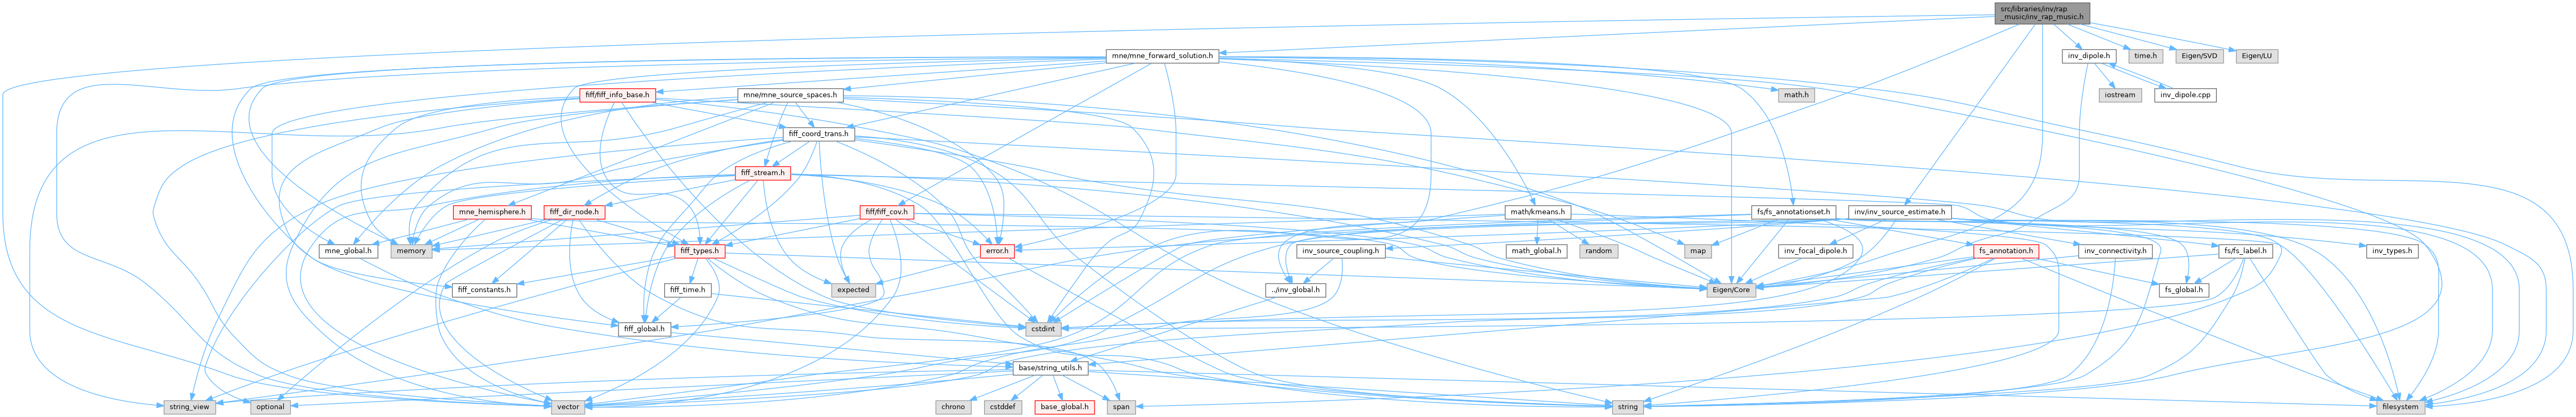 src/libraries/inv/rap
_music/inv_rap_music.h
mne/mne_forward_solution.h
inv_dipole.h
time.h
Eigen/SVD
Eigen/LU
fiff/fiff_info_base.h
mne/mne_source_spaces.h
math.h
iostream
inv_dipole.cpp
fiff_coord_trans.h
fiff_stream.h
mne_hemisphere.h
fiff_dir_node.h
fiff/fiff_cov.h
math/kmeans.h
fs/fs_annotationset.h
inv/inv_source_estimate.h
mne_global.h
memory
fiff_types.h
error.h
math_global.h
random
map
inv_source_coupling.h
inv_focal_dipole.h
fs_annotation.h
inv_connectivity.h
fs/fs_label.h
inv_types.h
fiff_constants.h
fiff_time.h
expected
Eigen/Core
../inv_global.h
fs_global.h
fiff_global.h
cstdint
base/string_utils.h
string_view
optional
vector
chrono
cstddef
base_global.h
span
string
filesystem